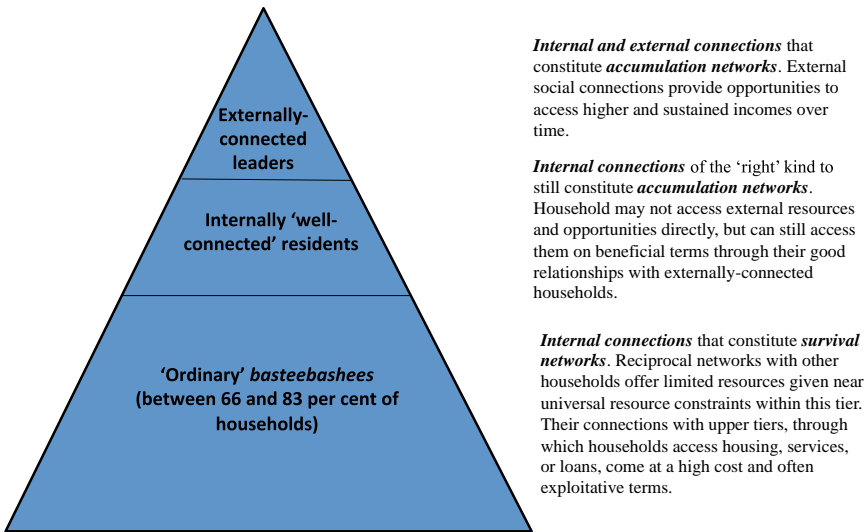 Externally-
connected
leaders
Internal and external connections that
constitute accumulation networks. External
social connections provide opportunities to
access higher and sustained incomes over
time.
Internally ‘well-
connected’ residents
Internal connections of the ‘right’ kind to
still constitute accumulation networks.
Household may not access external resources
and opportunities directly, but can still access
them on beneficial terms through their good
relationships with externally-connected
households.
‘Ordinary’ basteebashees
(between 66 and 83 per cent of
households)
Internal connections that constitute survival
networks. Reciprocal networks with other
households offer limited resources given near
universal resource constraints within this tier.
Their connections with upper tiers, through
which households access housing, services,
or loans, come at a high cost and often
exploitative terms.